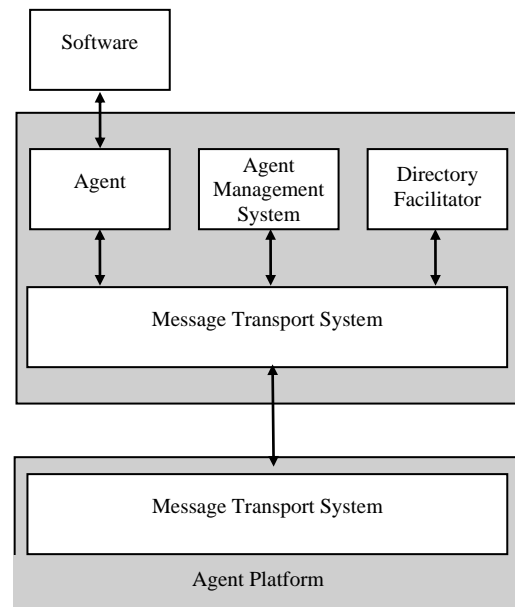 Software
Agent
Agent
Management
System
Directory
Facilitator
Message Transport System
Message Transport System
Agent Platform